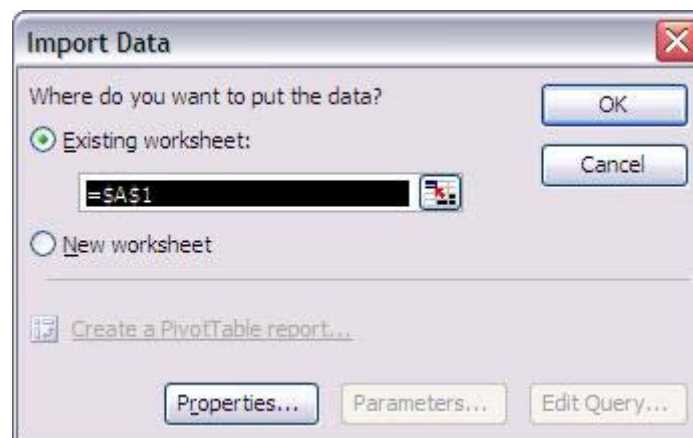 Import Data
Where do you want to put the data?
OK
Existing worksheet:
Cancel
=$A$1
New worksheet
Create a PivotTable report...
Properties...
Parameters...
Edit Query...